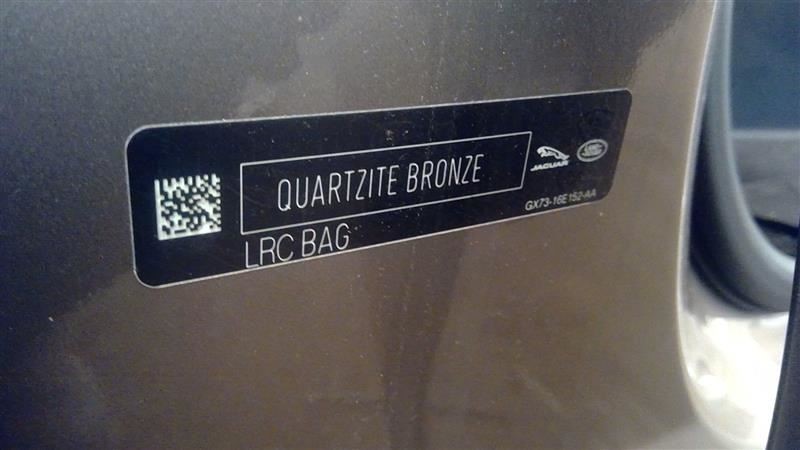 QUARTZITE BRONZE
LRC BAG
JAGUAR
LAND
ROVER
GX73-16E152-AA